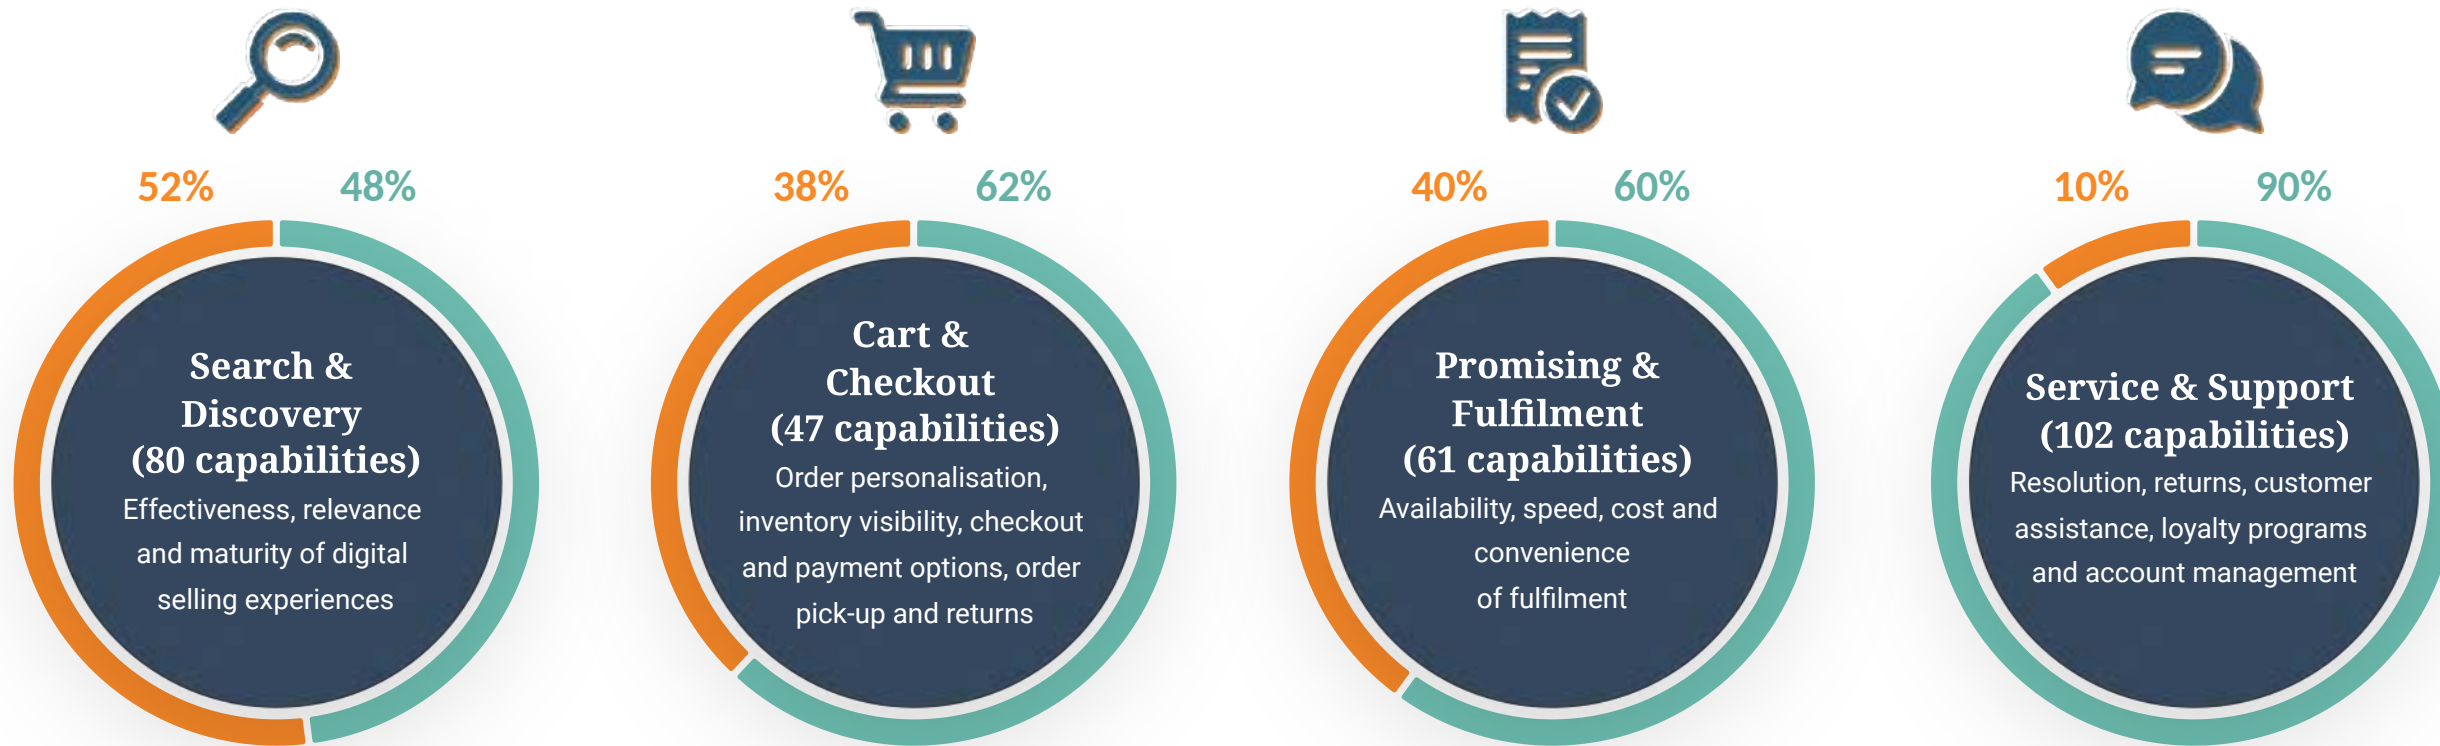 52% 48%
Search &
Discovery
(80 capabilities)
Effectiveness, relevance
and maturity of digital
selling experiences
38% 62%
Cart &
Checkout
(47 capabilities)
Order personalisation,
inventory visibility, checkout
and payment options, order
pick-up and returns
40% 60%
Promising &
Fulfilment
(61 capabilities)
Availability, speed, cost and
convenience
of fulfilment
10% 90%
Service & Support
(102 capabilities)
Resolution, returns, customer
assistance, loyalty programs
and account management